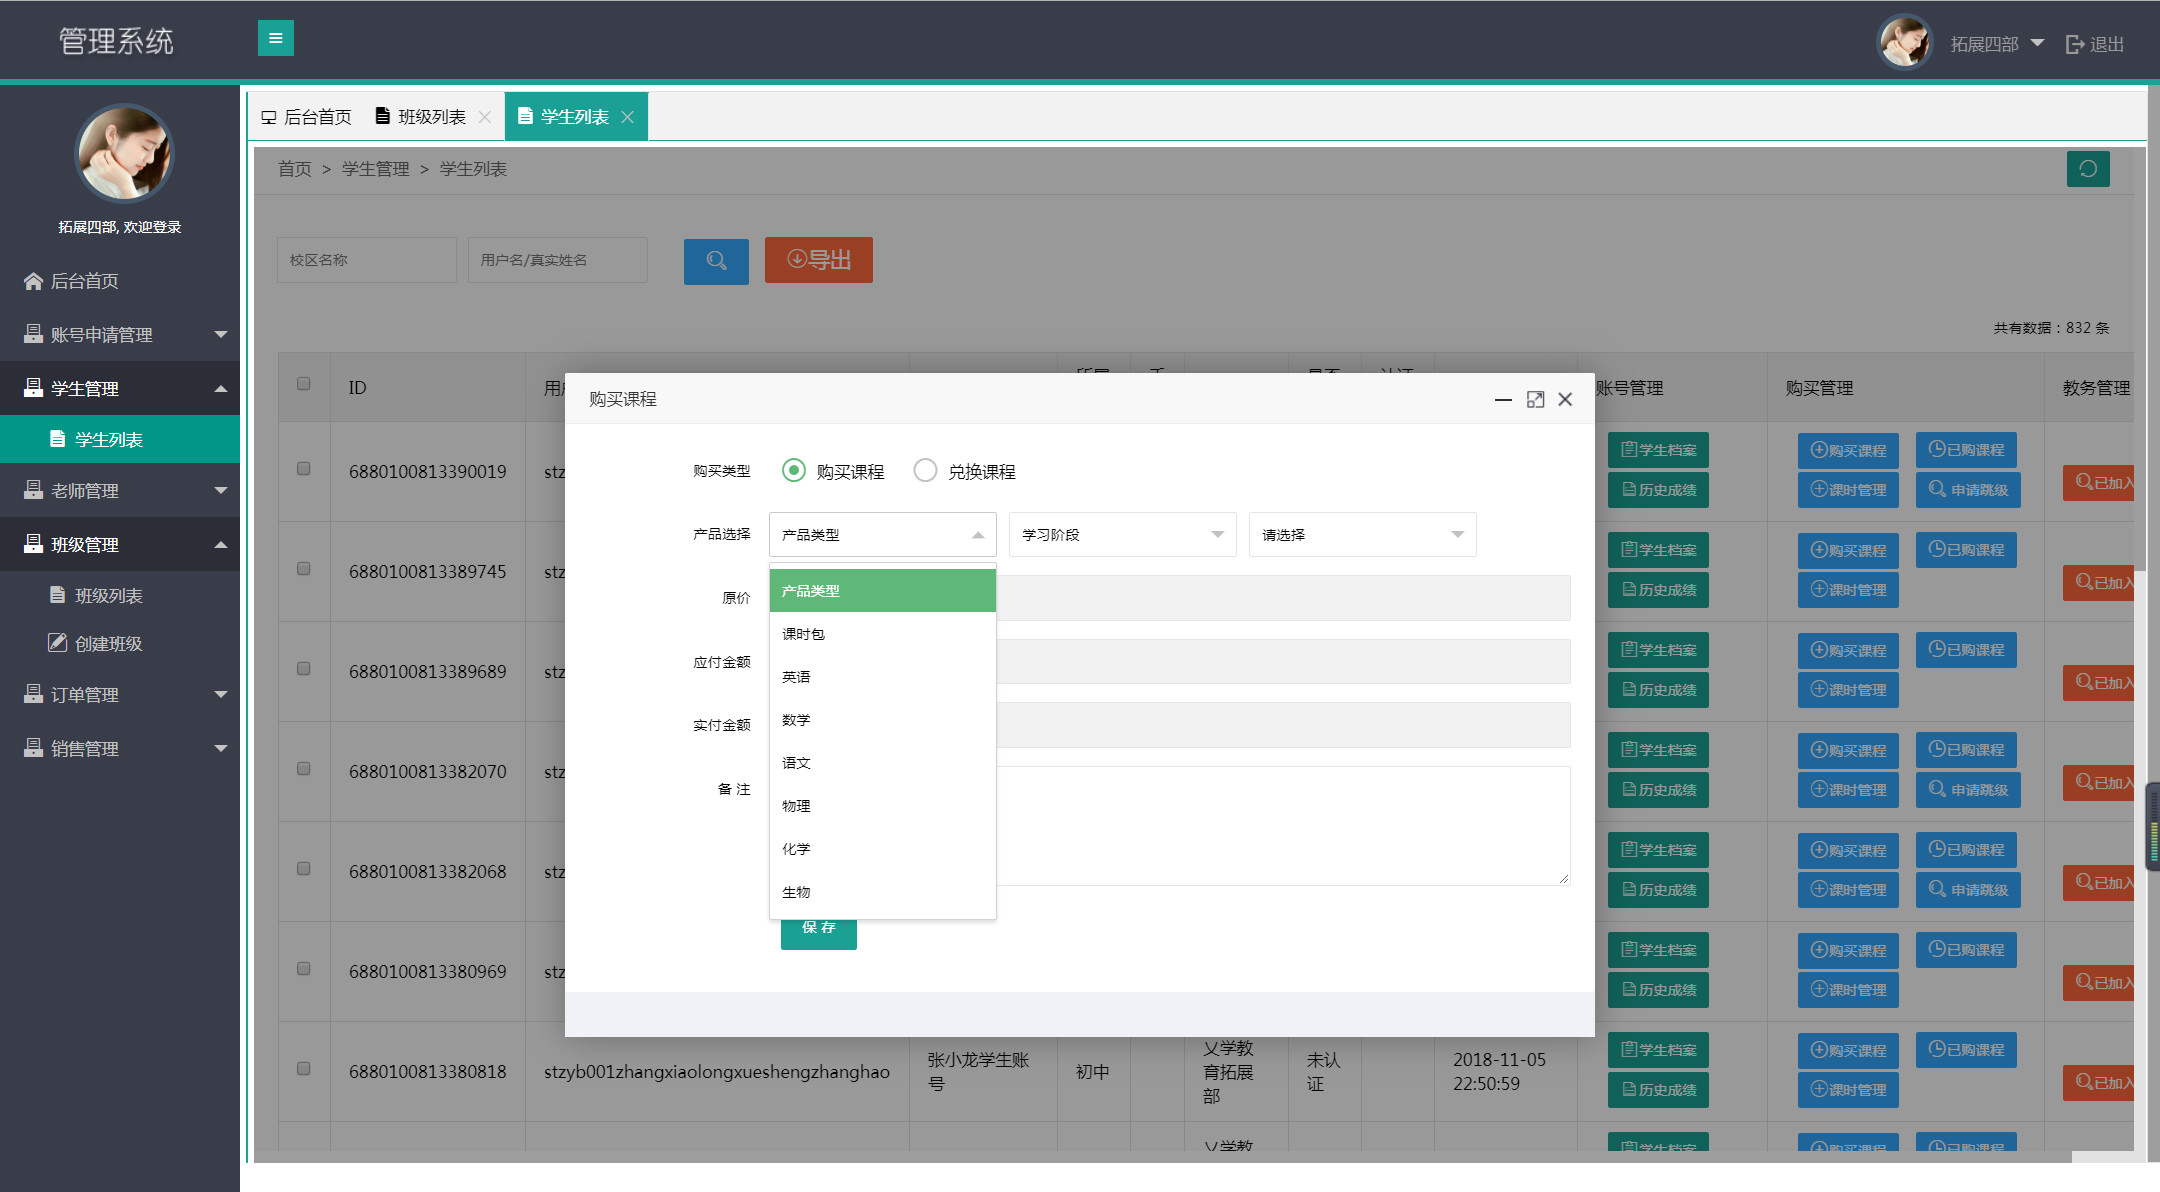 管理系统
拓展四部
退出
拓展四部, 欢迎登录
后台首页
账号申请管理
学生管理
学生列表
老师管理
班级管理
班级列表
创建班级
订单管理
销售管理
后台首页 班级列表 学生列表
首页 > 学生管理 > 学生列表
校区名称 用户名/真实姓名 导出
共有数据：832 条
ID 账号管理 购买管理 教务管理
购买课程
购买类型 购买课程 兑换课程
产品选择 产品类型 学习阶段 请选择
产品类型
课时包
英语
数学
语文
物理
化学
生物
原价
应付金额
实付金额
备 注
保 存
6880100813390019 stz 学生档案 购买课程 已购课程
历史成绩 课时管理 申请跳级 已加入
6880100813389745 stz 学生档案 购买课程 已购课程
历史成绩 课时管理 已加入
6880100813389689 stz 学生档案 购买课程 已购课程
历史成绩 课时管理 已加入
6880100813382070 stz 学生档案 购买课程 已购课程
历史成绩 课时管理 申请跳级 已加入
6880100813382068 stz 学生档案 购买课程 已购课程
历史成绩 课时管理 申请跳级 已加入
6880100813380969 stz 学生档案 购买课程 已购课程
历史成绩 课时管理 已加入
6880100813380818 stzyb001zhangxiaolongxueshengzhanghao 张小龙学生账号 初中 乂学教育拓展部 未认证 2018-11-05 22:50:59 学生档案 购买课程 已购课程
历史成绩 课时管理 已加入
乂学教 学生档案 购买课程 已购课程